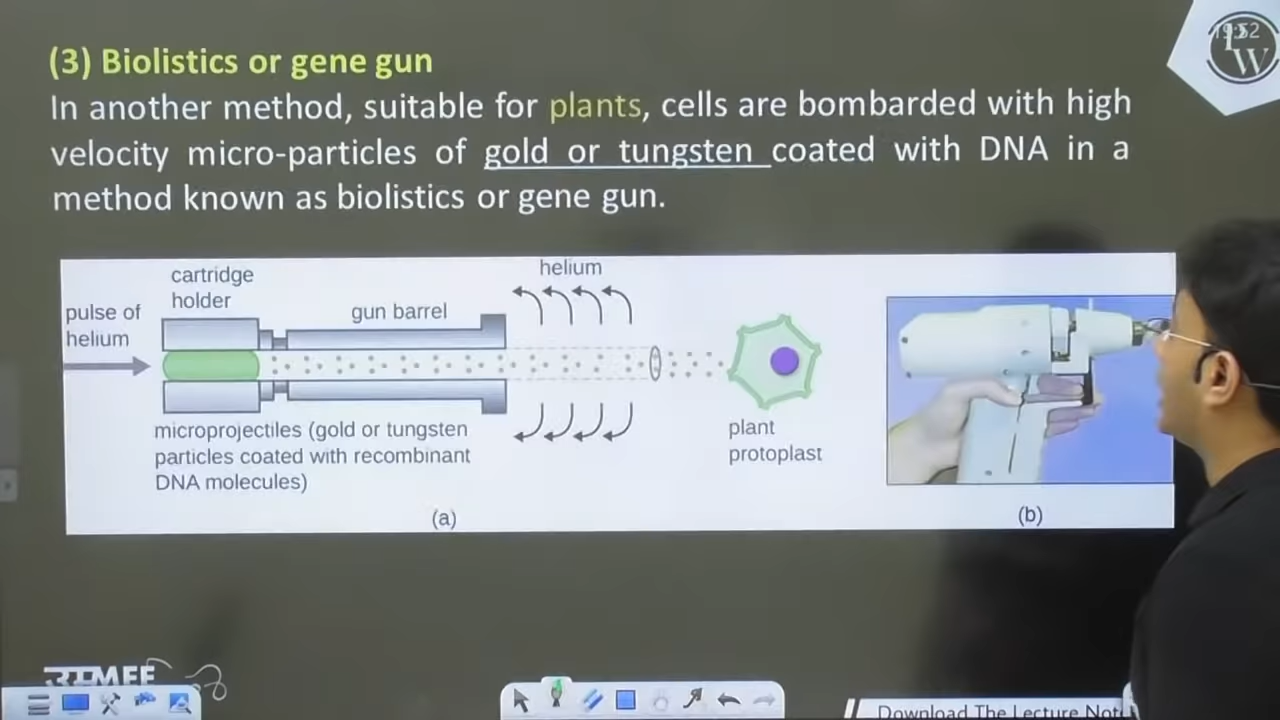 (3) Biolistics or gene gun
In another method, suitable for plants, cells are bombarded with high
velocity micro-particles of gold or tungsten coated with DNA in a
method known as biolistics or gene gun.
cartridge
holder
helium
pulse of
helium
gun barrel
microprojectiles (gold or tungsten
particles coated with recombinant
DNA molecules)
plant
protoplast
(a)
(b)
W
Download The Lecture Not